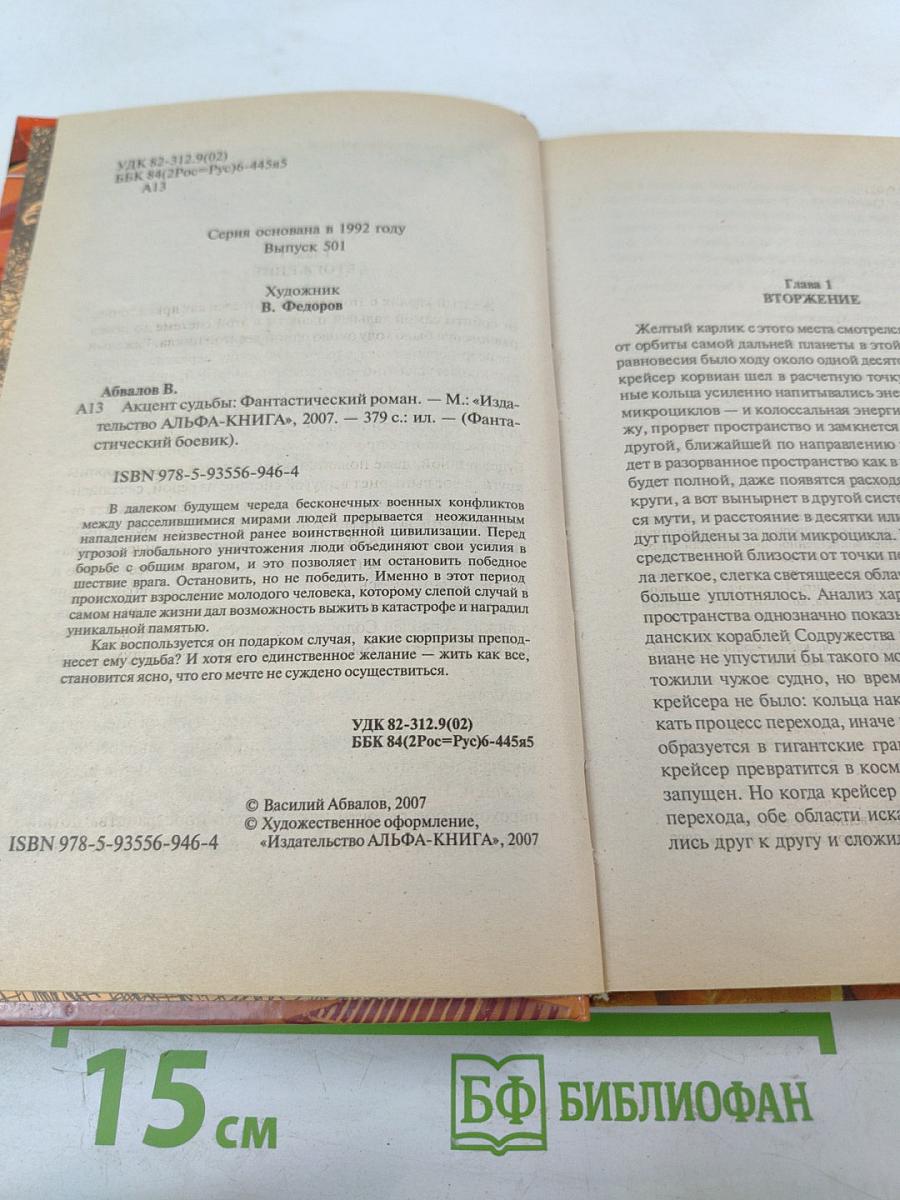 УДК 82-312.9(02)
ББК 84(2Рос=Рус)6-445я5
А13
Серия основана в 1992 году
Выпуск 501
Художник
В. Федоров
Абвалов В.
А13 Акцент судьбы: Фантастический роман. — М.: «Изда-
тельство АЛЬФА-КНИГА», 2007. — 379 с.: ил. — (Фанта-
стический боевик).
ISBN 978-5-93556-946-4
В далеком будущем череда бесконечных военных конфликтов
между расселившимися мирами людей прерывается неожиданным
нападением неизвестной ранее воинственной цивилизации. Перед
угрозой глобального уничтожения люди объединяют свои усилия в
борьбе с общим врагом, и это позволяет им остановить победное
шествие врага. Остановить, но не победить. Именно в этот период
происходит взросление молодого человека, которому слепой случай в
самом начале жизни дал возможность выжить в катастрофе и наградил
уникальной памятью.
Как воспользуется он подарком случая, какие сюрпризы препод-
несет ему судьба? И хотя его единственное желание — жить как все,
становится ясно, что его мечте не суждено осуществиться.
УДК 82-312.9(02)
ББК 84(2Рос=Рус)6-445я5
© Василий Абвалов, 2007
© Художественное оформление,
«Издательство АЛЬФА-КНИГА», 2007
ISBN 978-5-93556-946-4
Глава 1
ВТОРЖЕНИЕ
Желтый карлик с этого места смотрелся
от орбиты самой дальней планеты в этой
равновесия было ходу около одной десято
крейсер корвиан шел в расчетную точку
ные кольца усиленно напитывались эне
микроциклов — и колоссальная энерги
жу, прорвет пространство и замкнется
другой, ближайшей по направлению
дет в разорванное пространство как в
будет полной, даже появятся расходя
круги, а вот вынырнет в другой систе
ся мути, и расстояние в десятки или
дут пройдены за доли микроцикла.
средственной близости от точки пе
ла легкое, слегка светящееся облач
больше уплотнялось. Анализ хар
пространства однозначно показы
данских кораблей Содружества
виане не упустили бы такого мо
тожили чужое судно, но врем
крейсера не было: кольца нак
кать процесс перехода, иначе
образуется в гигантские гра
крейсер превратится в косм
запущен. Но когда крейсер
перехода, обе области иска
лись друг к другу и сложил
15 см
БФ БИБЛИОФАН